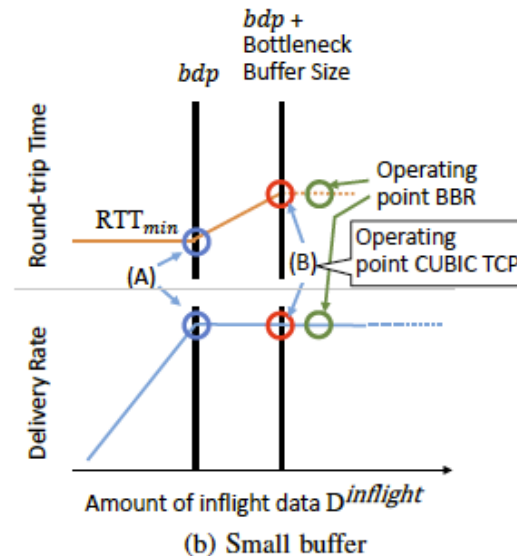 bdp
bdp +
Bottleneck
Buffer Size
Round-trip Time
RTTmin
Operating
point BBR
(A)
(B)
Operating
point CUBIC TCP
Delivery Rate
Amount of inflight data D^inflight
(b) Small buffer